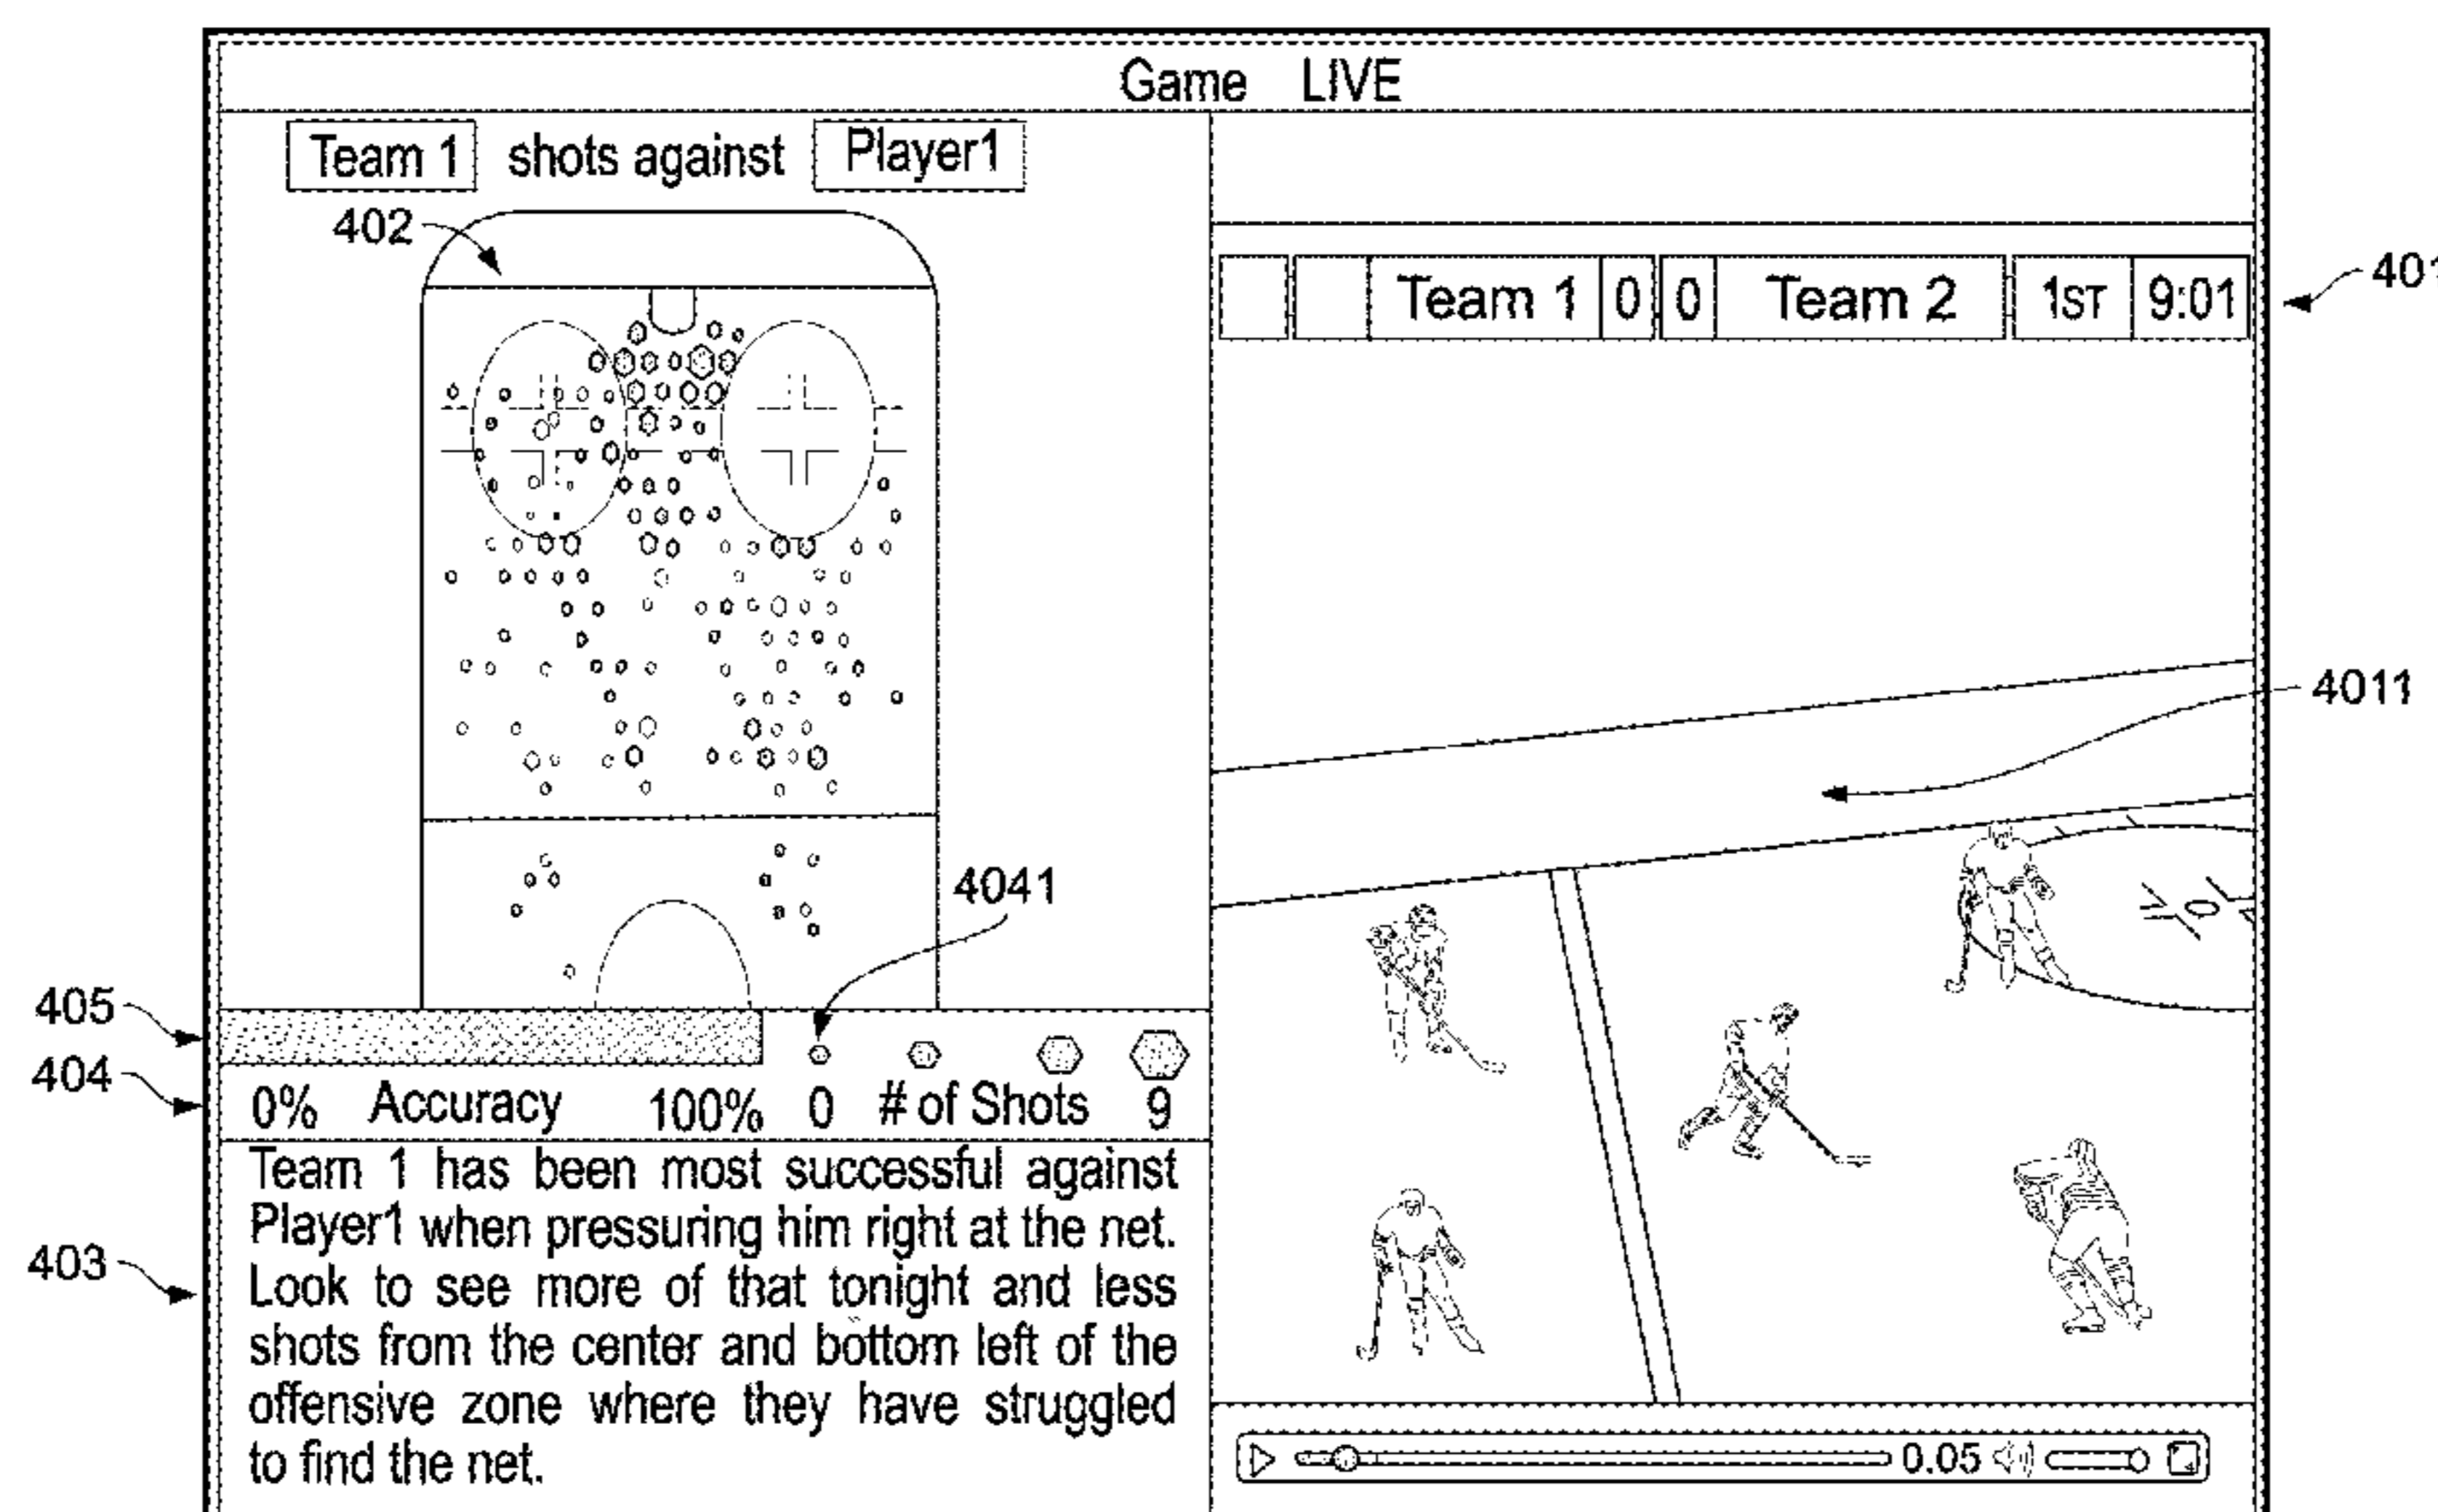 Game LIVE
Team 1 shots against Player1
402
Team 1 0 0 Team 2 1ST 9:01
401
4011
4041
405
404
0% Accuracy 100% 0 # of Shots 9
403
Team 1 has been most successful against
Player1 when pressuring him right at the net.
Look to see more of that tonight and less
shots from the center and bottom left of the
offensive zone where they have struggled
to find the net.
0.05